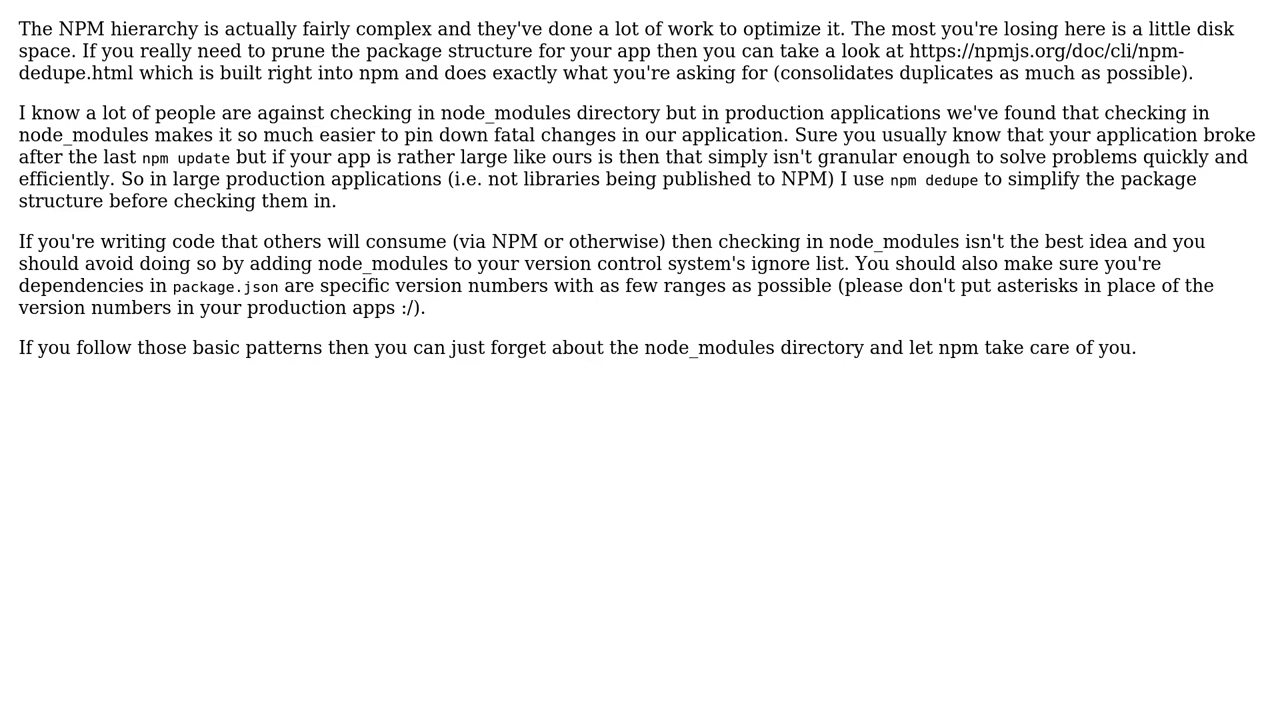 The NPM hierarchy is actually fairly complex and they've done a lot of work to optimize it. The most you're losing here is a little disk
space. If you really need to prune the package structure for your app then you can take a look at https://npmjs.org/doc/cli/npm-
dedupe.html which is built right into npm and does exactly what you're asking for (consolidates duplicates as much as possible).
I know a lot of people are against checking in node_modules directory but in production applications we've found that checking in
node_modules makes it so much easier to pin down fatal changes in our application. Sure you usually know that your application broke
after the last npm update but if your app is rather large like ours is then that simply isn't granular enough to solve problems quickly and
efficiently. So in large production applications (i.e. not libraries being published to NPM) I use npm dedupe to simplify the package
structure before checking them in.
If you're writing code that others will consume (via NPM or otherwise) then checking in node_modules isn't the best idea and you
should avoid doing so by adding node_modules to your version control system's ignore list. You should also make sure you're
dependencies in package.json are specific version numbers with as few ranges as possible (please don't put asterisks in place of the
version numbers in your production apps :/).
If you follow those basic patterns then you can just forget about the node_modules directory and let npm take care of you.